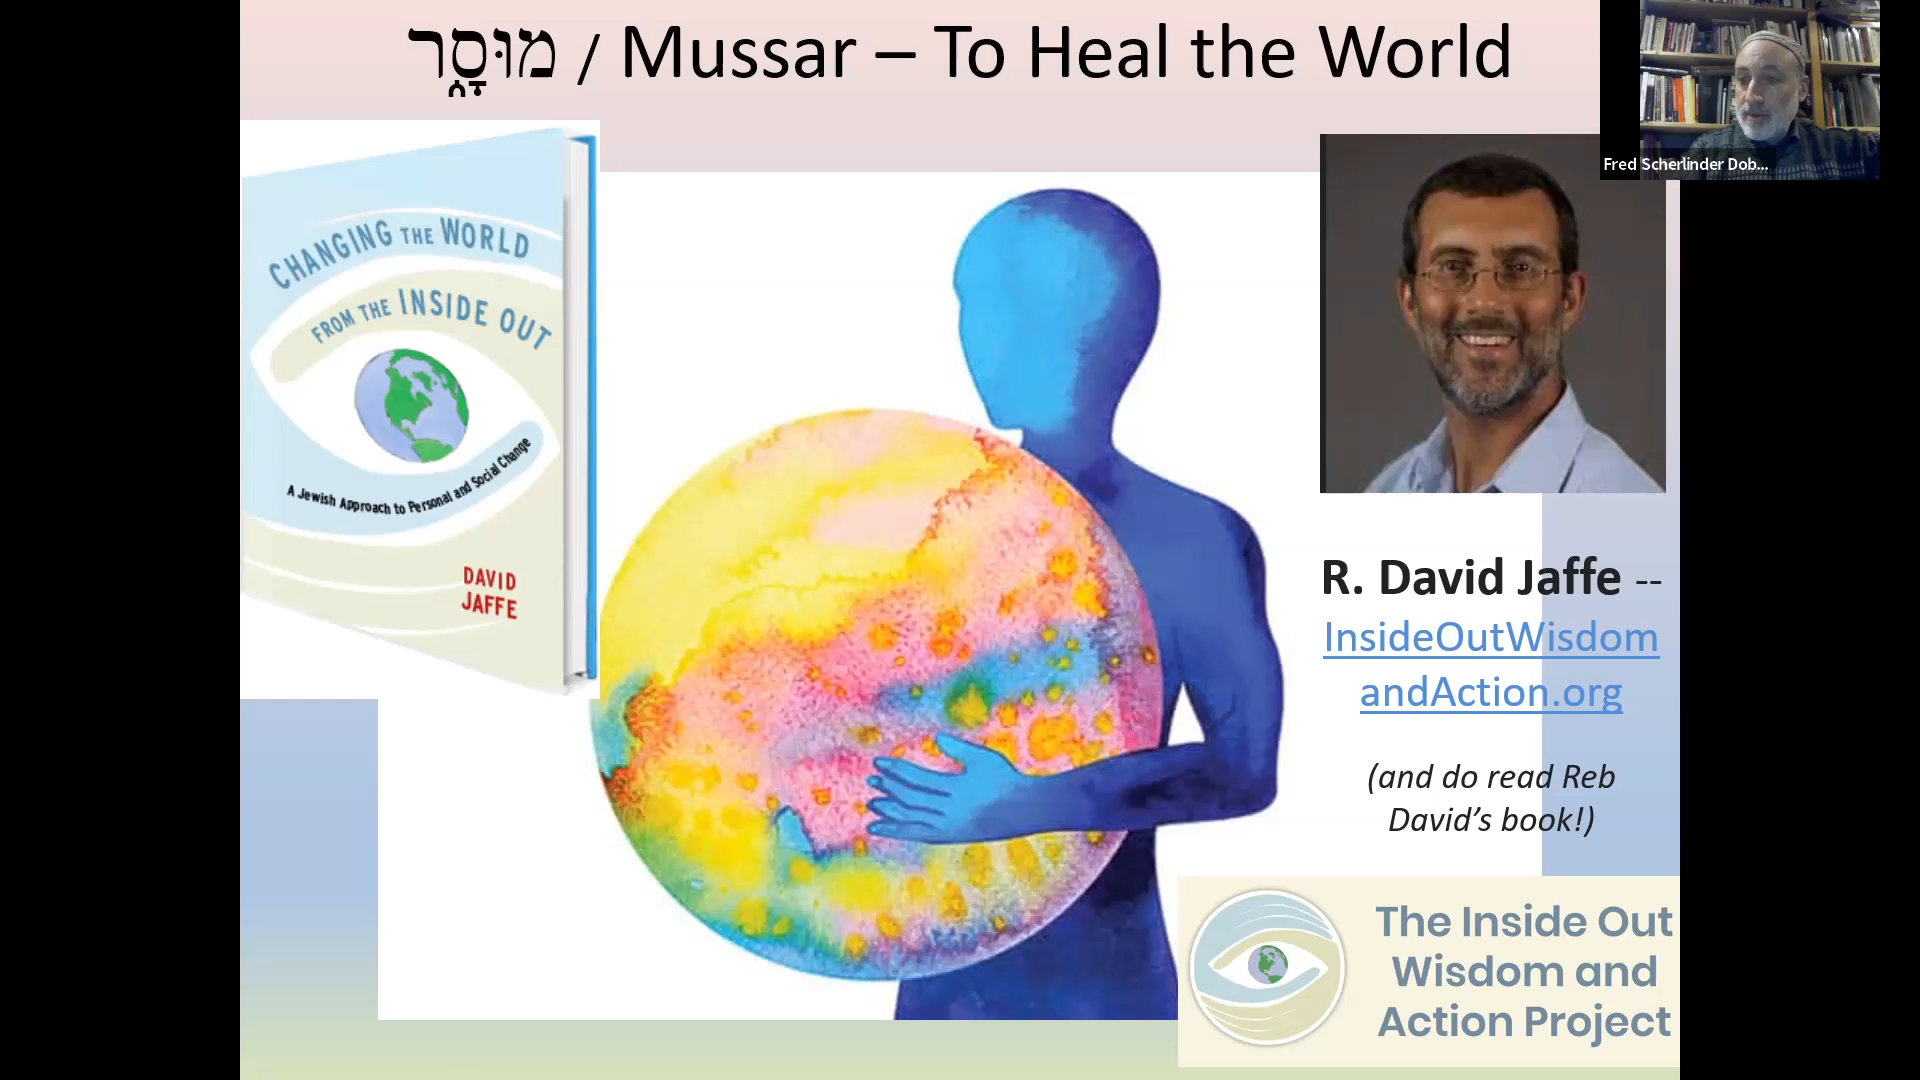 מוּסָר / Mussar – To Heal the World
Fred Scherlinder Dob...
CHANGING THE WORLD
FROM THE INSIDE OUT
A Jewish Approach to Personal and Social Change
DAVID
JAFFE
R. David Jaffe --
InsideOutWisdom
andAction.org
(and do read Reb
David’s book!)
The Inside Out
Wisdom and
Action Project